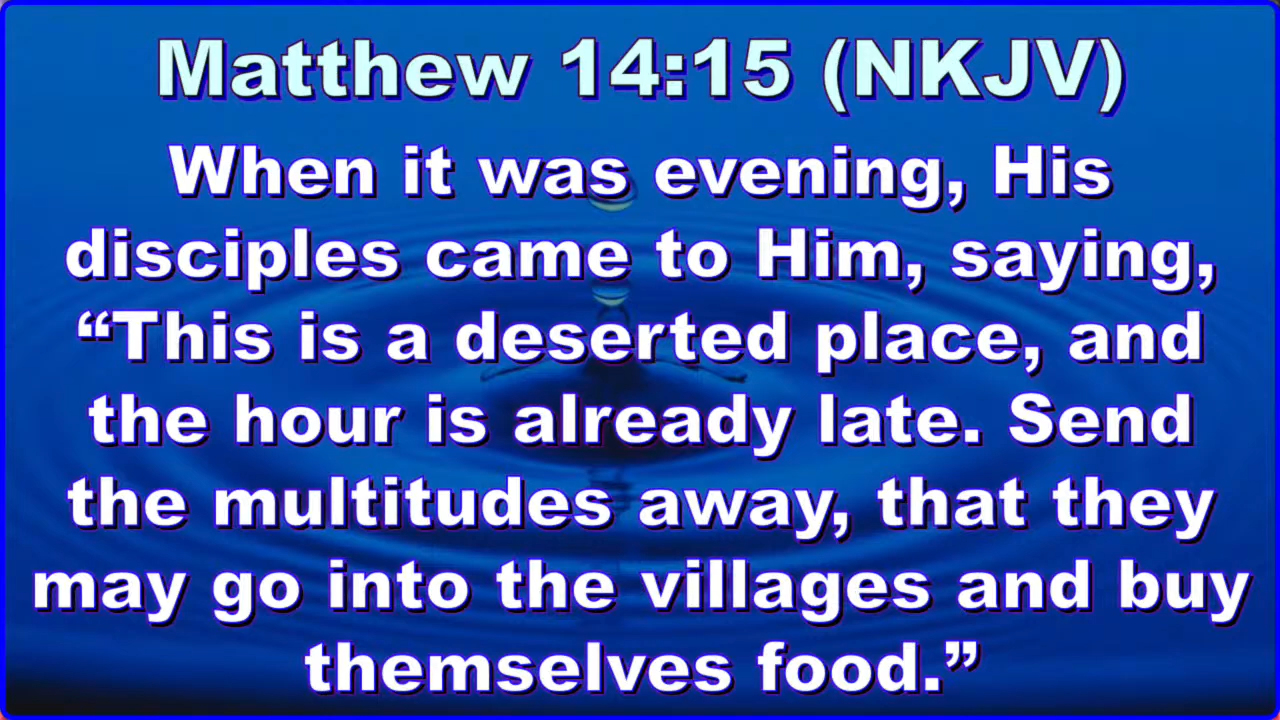 Matthew 14:15 (NKJV)
When it was evening, His
disciples came to Him, saying,
“This is a deserted place, and
the hour is already late. Send
the multitudes away, that they
may go into the villages and buy
themselves food.”